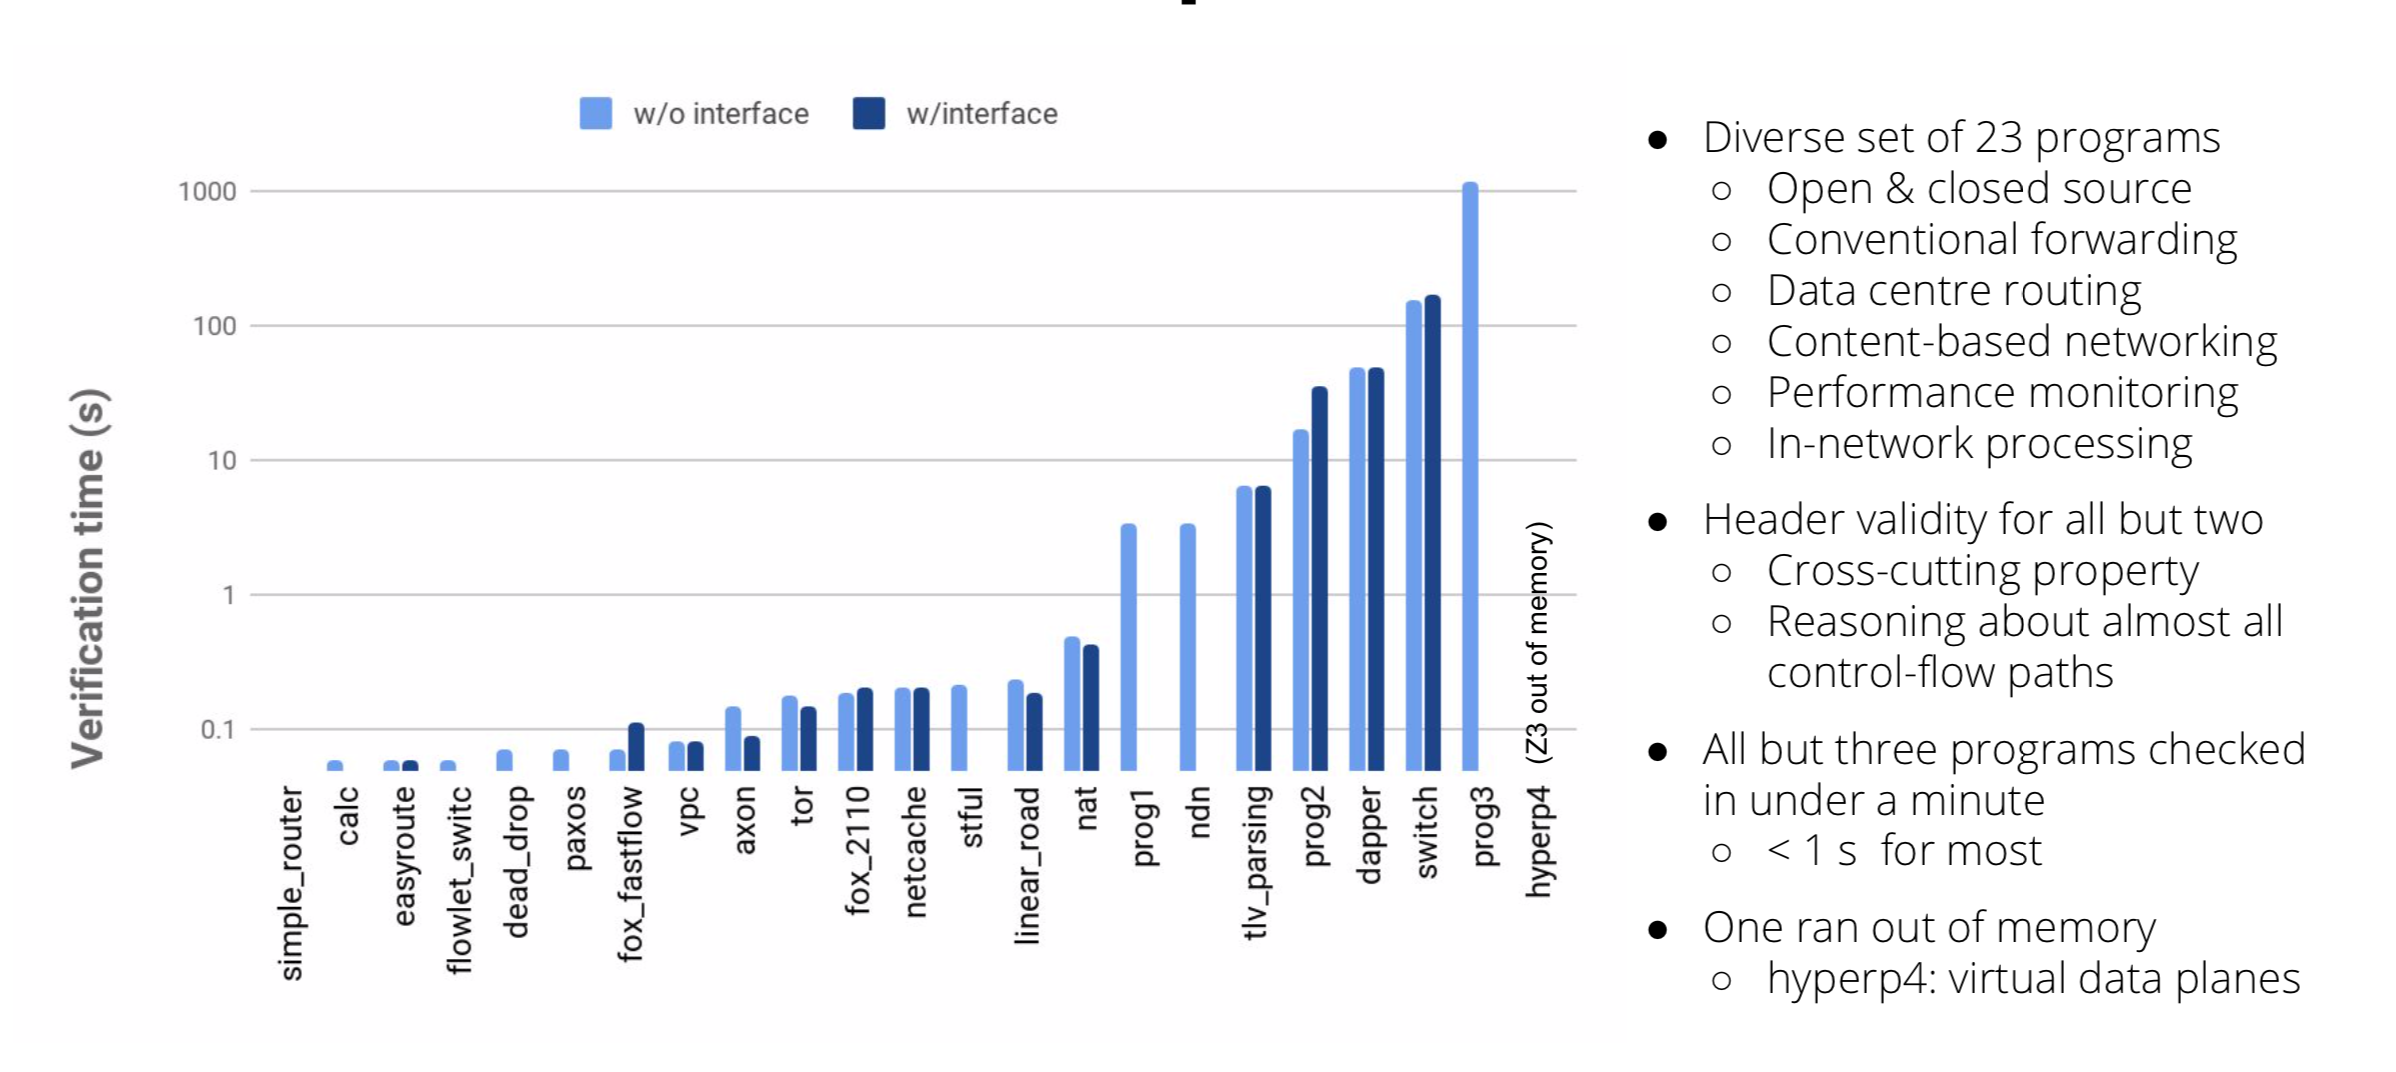 w/o interface
w/interface
1000
100
10
1
0.1
Verification time (s)
simple_router
calc
easyroute
flowlet_switc
dead_drop
paxos
fox_fastflow
vpc
axon
tor
fox_2110
netcache
stful
linear_road
nat
prog1
ndn
tlv_parsing
prog2
dapper
switch
prog3
hyperp4 (Z3 out of memory)
● Diverse set of 23 programs
○ Open & closed source
○ Conventional forwarding
○ Data centre routing
○ Content-based networking
○ Performance monitoring
○ In-network processing
● Header validity for all but two
○ Cross-cutting property
○ Reasoning about almost all
control-flow paths
● All but three programs checked
in under a minute
○ < 1 s for most
● One ran out of memory
○ hyperp4: virtual data planes